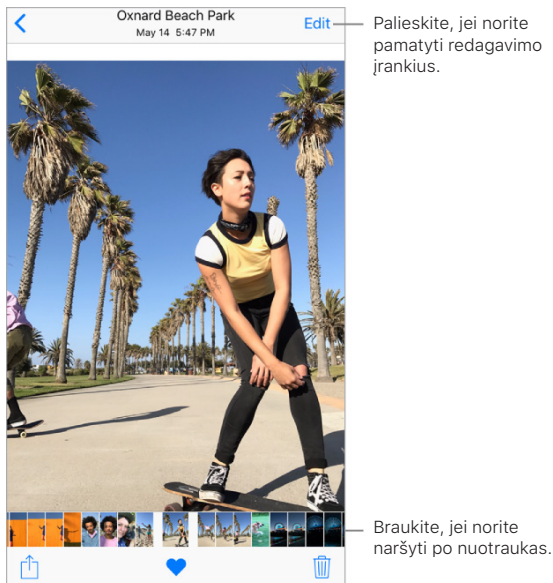 Oxnard Beach Park
May 14  5:47 PM
Edit
Palieskite, jei norite
pamatyti redagavimo
įrankius.
Braukite, jei norite
naršyti po nuotraukas.